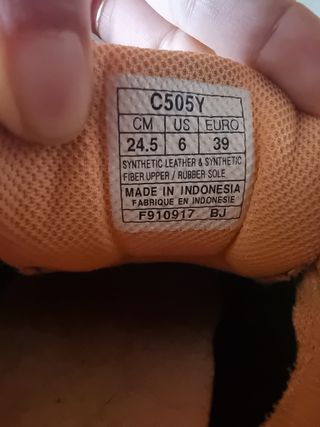 C505Y
CM US EURO
24.5 6 39
SYNTHETIC LEATHER & SYNTHETIC
FIBER UPPER / RUBBER SOLE
MADE IN INDONESIA
FABRIQUE EN INDONESIE
F910917 BJ